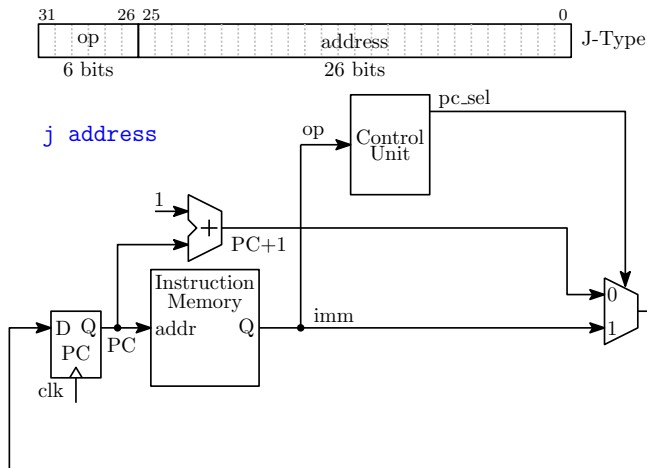 31 26 25 0
op address J-Type
6 bits 26 bits
pc_sel
j address
op Control
Unit
1
+
PC+1
Instruction
Memory
0
D Q addr Q imm 1
PC PC
clk